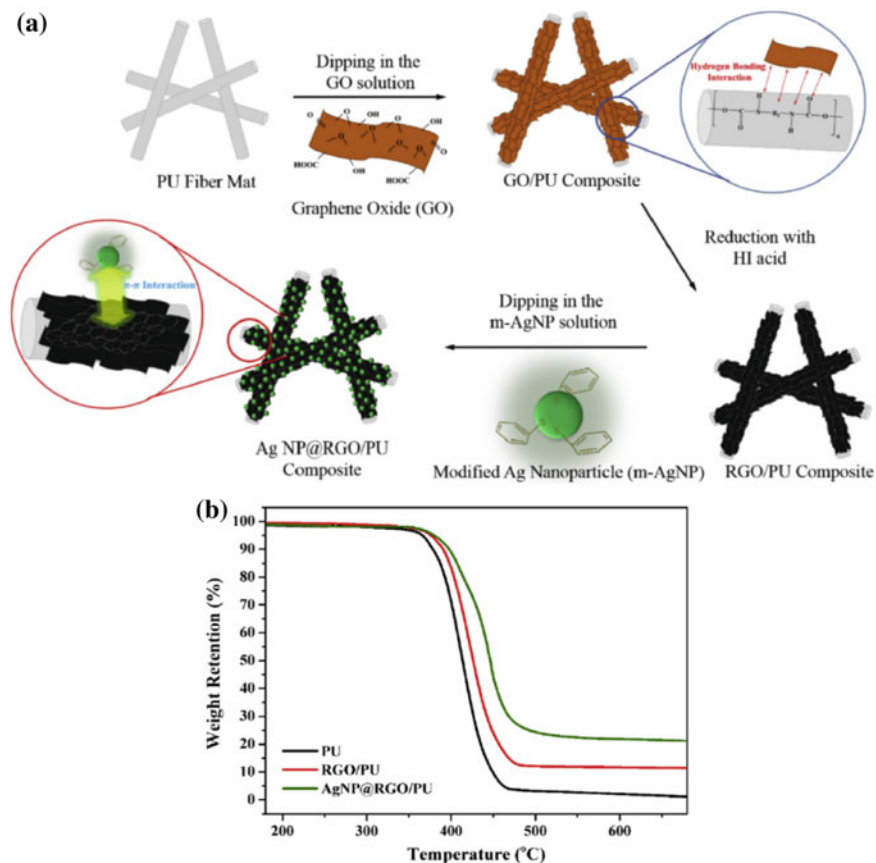 (a)
PU Fiber Mat
Dipping in the
GO solution
O
O
O
OH
O
O
OH
O
HOOC
OH
HOOC
Graphene Oxide (GO)
GO/PU Composite
Hydrogen Bonding
Interaction
H
O
O
C
N
R
N
C
O
O
H
n
Reduction with
HI acid
π-π Interaction
Ag NP@RGO/PU
Composite
Dipping in the
m-AgNP solution
Modified Ag Nanoparticle (m-AgNP)
RGO/PU Composite
(b)
Weight Retention (%)
100
90
80
70
60
50
40
30
20
10
0
PU
RGO/PU
AgNP@RGO/PU
200
300
400
500
600
Temperature (°C)